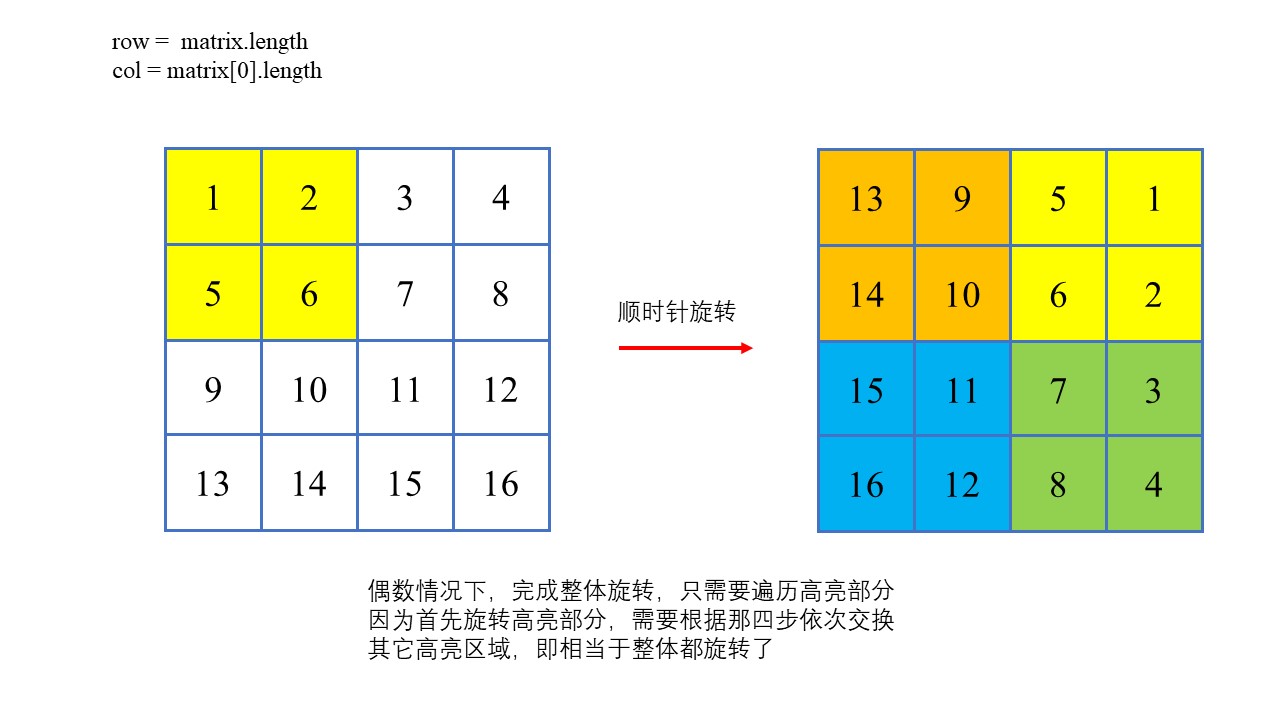 row =  matrix.length
col = matrix[0].length
1 2 3 4
5 6 7 8
9 10 11 12
13 14 15 16
顺时针旋转
13 9 5 1
14 10 6 2
15 11 7 3
16 12 8 4
偶数情况下，完成整体旋转，只需要遍历高亮部分
因为首先旋转高亮部分，需要根据那四步依次交换
其它高亮区域，即相当于整体都旋转了